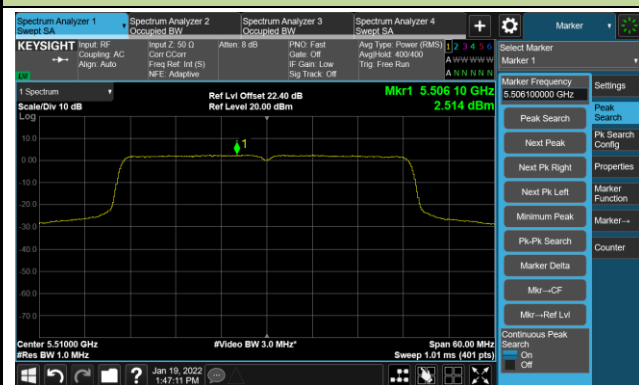 Spectrum Analyzer 1
Swept SA
Spectrum Analyzer 2
Occupied BW
Spectrum Analyzer 3
Occupied BW
Spectrum Analyzer 4
Swept SA
+
Marker
KEYSIGHT
Input: RF
Coupling: AC
Align: Auto
Input Z: 50 Ω
Corr CCorr
Freq Ref: Int (S)
NFE: Adaptive
Atten: 8 dB
PNO: Fast
Gate: Off
IF Gain: Low
Sig Track: Off
Avg Type: Power (RMS)
Avg|Hold: 400/400
Trig: Free Run
1 2 3 4 5 6
A W W W W W
A N N N N N
LVI
Select Marker
Marker 1
1 Spectrum
Scale/Div 10 dB
Log
Ref Lvl Offset 22.40 dB
Ref Level 20.00 dBm
Mkr1 5.506 10 GHz
2.514 dBm
10.0
0.00
-10.0
-20.0
-30.0
-40.0
-50.0
-60.0
-70.0
1
Center 5.51000 GHz
#Res BW 1.0 MHz
#Video BW 3.0 MHz*
Span 60.00 MHz
Sweep 1.01 ms (401 pts)
Marker Frequency
5.506100000 GHz
Peak Search
Next Peak
Next Pk Right
Next Pk Left
Minimum Peak
Pk-Pk Search
Marker Delta
Mkr→CF
Mkr→Ref Lvl
Continuous Peak
Search
On
Off
Settings
Peak
Search
Pk Search
Config
Properties
Marker
Function
Marker→
Counter
?
Jan 19, 2022
1:47:11 PM